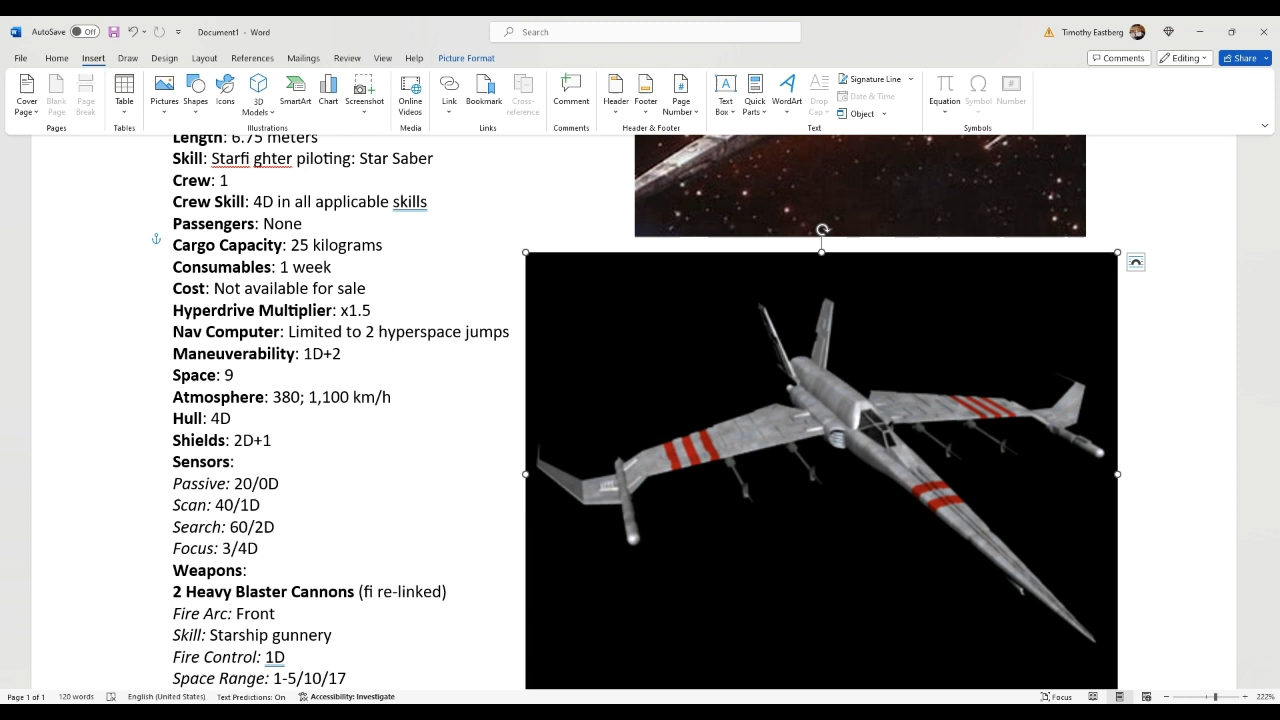 AutoSave Off Document1 - Word Search Timothy Eastberg
File Home Insert Draw Design Layout References Mailings Review View Help Picture Format Comments Editing Share
Cover Page Blank Page Page Break Table Pictures Shapes Icons 3D Models SmartArt Chart Screenshot Online Videos Link Bookmark Cross-reference Comment Header Footer Page Number Text Box Quick Parts WordArt Drop Cap Signature Line Date & Time Object Equation Symbol Number
Pages Tables Illustrations Media Links Comments Header & Footer Text Symbols
Length: 6.75 meters
Skill: Starfi ghter piloting: Star Saber
Crew: 1
Crew Skill: 4D in all applicable skills
Passengers: None
Cargo Capacity: 25 kilograms
Consumables: 1 week
Cost: Not available for sale
Hyperdrive Multiplier: x1.5
Nav Computer: Limited to 2 hyperspace jumps
Maneuverability: 1D+2
Space: 9
Atmosphere: 380; 1,100 km/h
Hull: 4D
Shields: 2D+1
Sensors:
Passive: 20/0D
Scan: 40/1D
Search: 60/2D
Focus: 3/4D
Weapons:
2 Heavy Blaster Cannons (fi re-linked)
Fire Arc: Front
Skill: Starship gunnery
Fire Control: 1D
Space Range: 1-5/10/17
Page 1 of 1 120 words English (United States) Text Predictions: On Accessibility: Investigate Focus 222%